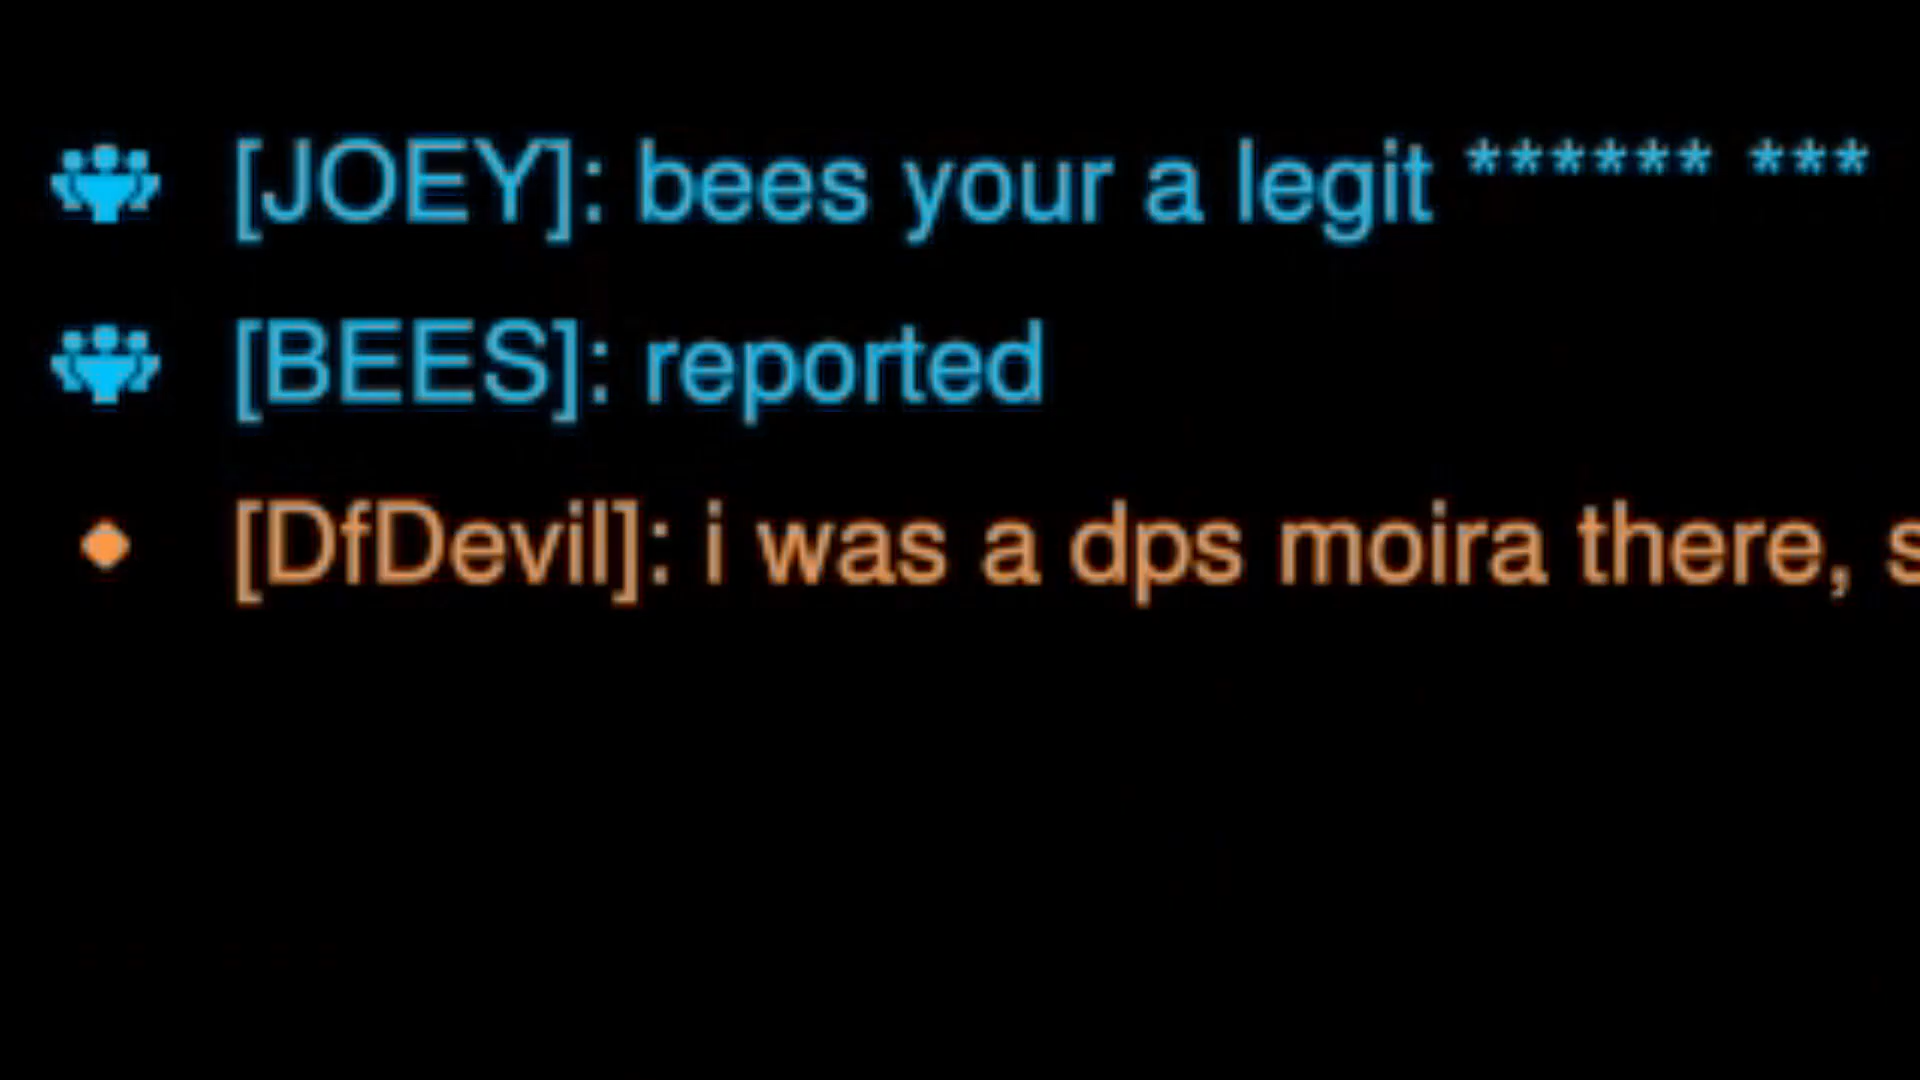 [JOEY]: bees your a legit ****** ***
[BEES]: reported
[DfDevil]: i was a dps moira there,